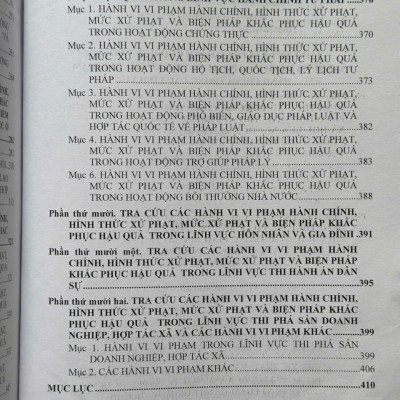 Mục 1. HÀNH VI VI PHẠM HÀNH CHÍNH, HÌNH THỨC XỬ PHẠT,
MỨC XỬ PHẠT VÀ BIỆN PHÁP KHẮC PHỤC HẬU QUẢ
TRONG HOẠT ĐỘNG CHỨNG THỰC .......... 370
Mục 2. HÀNH VI VI PHẠM HÀNH CHÍNH, HÌNH THỨC XỬ PHẠT,
MỨC XỬ PHẠT VÀ BIỆN PHÁP KHẮC PHỤC HẬU QUẢ
TRONG HOẠT ĐỘNG HỘ TỊCH, QUỐC TỊCH, LÝ LỊCH TƯ
PHÁP .......... 373
Mục 3. HÀNH VI VI PHẠM HÀNH CHÍNH, HÌNH THỨC XỬ PHẠT,
MỨC XỬ PHẠT VÀ BIỆN PHÁP KHẮC PHỤC HẬU QUẢ
TRONG HOẠT ĐỘNG PHỔ BIẾN, GIÁO DỤC PHÁP LUẬT VÀ
HỢP TÁC QUỐC TẾ VỀ PHÁP LUẬT .......... 382
Mục 4. HÀNH VI VI PHẠM HÀNH CHÍNH, HÌNH THỨC XỬ PHẠT,
MỨC XỬ PHẠT VÀ BIỆN PHÁP KHẮC PHỤC HẬU QUẢ
TRONG HOẠT ĐỘNG TRỢ GIÚP PHÁP LÝ .......... 383
Mục 6. HÀNH VI VI PHẠM HÀNH CHÍNH, HÌNH THỨC XỬ PHẠT,
MỨC XỬ PHẠT VÀ BIỆN PHÁP KHẮC PHỤC HẬU QUẢ
TRONG HOẠT ĐỘNG BỒI THƯỜNG NHÀ NƯỚC .......... 388
Phần thứ mười. TRA CỨU CÁC HÀNH VI VI PHẠM HÀNH CHÍNH,
HÌNH THỨC XỬ PHẠT, MỨC XỬ PHẠT VÀ BIỆN PHÁP KHẮC
PHỤC HẬU QUẢ TRONG LĨNH VỰC HÔN NHÂN VÀ GIA ĐÌNH .391
Phần thứ mười một. TRA CỨU CÁC HÀNH VI VI PHẠM HÀNH
CHÍNH, HÌNH THỨC XỬ PHẠT, MỨC XỬ PHẠT VÀ BIỆN PHÁP
KHẮC PHỤC HẬU QUẢ TRONG LĨNH VỰC THI HÀNH ÁN DÂN
SỰ .......... 395
Phần thứ mười hai. TRA CỨU CÁC HÀNH VI VI PHẠM HÀNH CHÍNH,
HÌNH THỨC XỬ PHẠT, MỨC XỬ PHẠT VÀ BIỆN PHÁP KHẮC
PHỤC HẬU QUẢ TRONG LĨNH VỰC THI PHÁ SẢN DOANH
NGHIỆP, HỢP TÁC XÃ VÀ CÁC HÀNH VI VI PHẠM KHÁC .......... 399
Mục 1. HÀNH VI VI PHẠM TRONG LĨNH VỰC THI PHÁ SẢN
DOANH NGHIỆP, HỢP TÁC XÃ .......... 399
Mục 2. CÁC HÀNH VI VI PHẠM KHÁC .......... 406
MỤC LỤC .......... 410